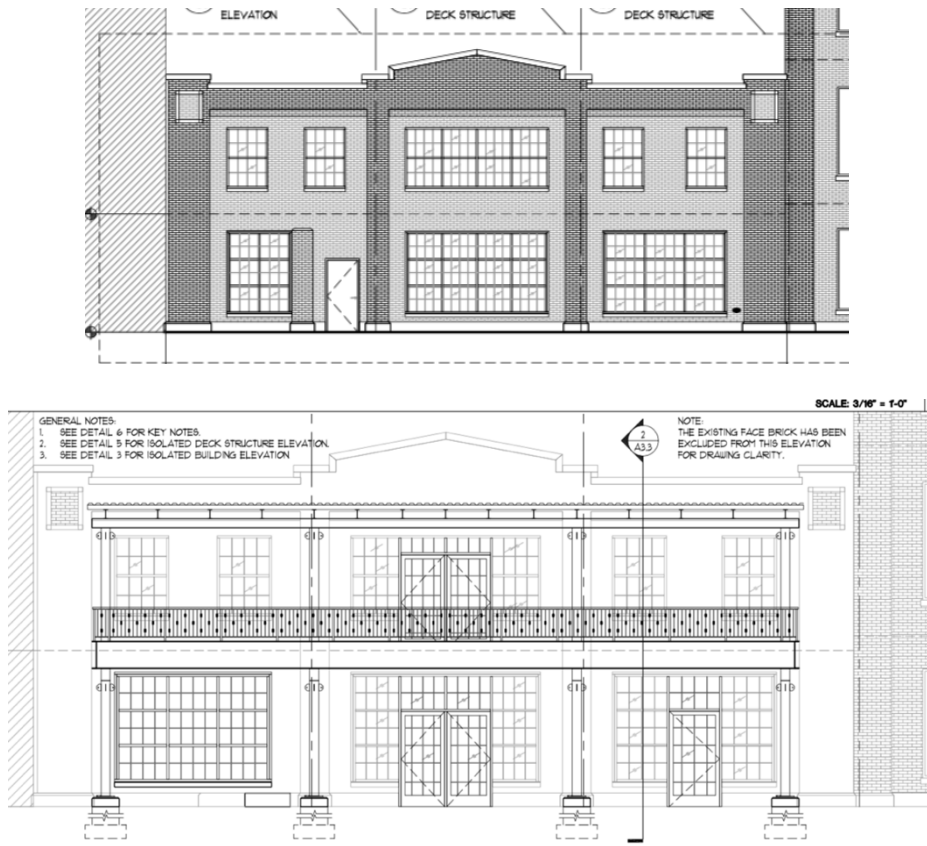 ELEVATION
DECK STRUCTURE
DECK STRUCTURE
SCALE: 3/16" = 1'-0"
GENERAL NOTES:
1. SEE DETAIL 6 FOR KEY NOTES.
2. SEE DETAIL 5 FOR ISOLATED DECK STRUCTURE ELEVATION.
3. SEE DETAIL 3 FOR ISOLATED BUILDING ELEVATION
2
A3.3
NOTE:
THE EXISTING FACE BRICK HAS BEEN
EXCLUDED FROM THIS ELEVATION
FOR DRAWING CLARITY.